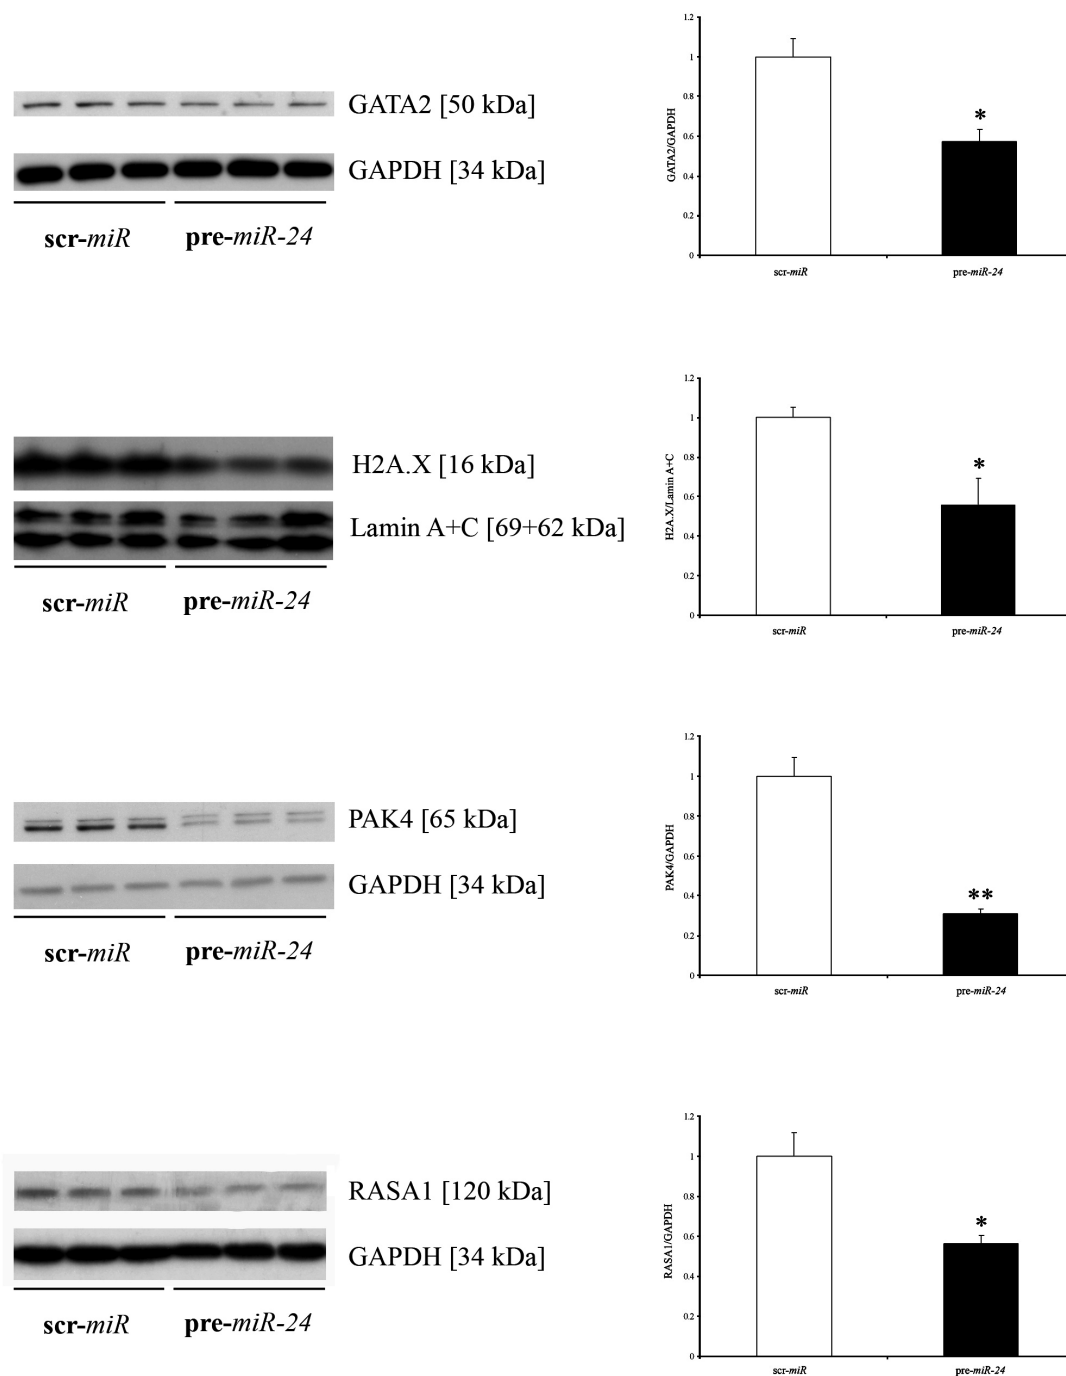 GATA2 [50 kDa]
GAPDH [34 kDa]
scr-miR pre-miR-24
1.2
1
0.8
0.6
0.4
0.2
0
GATA2/GAPDH
*
scr-miR pre-miR-24
H2A.X [16 kDa]
Lamin A+C [69+62 kDa]
scr-miR pre-miR-24
1.2
1
0.8
0.6
0.4
0.2
0
H2A.X/Lamin A+C
*
scr-miR pre-miR-24
PAK4 [65 kDa]
GAPDH [34 kDa]
scr-miR pre-miR-24
1.2
1
0.8
0.6
0.4
0.2
0
PAK4/GAPDH
**
scr-miR pre-miR-24
RASA1 [120 kDa]
GAPDH [34 kDa]
scr-miR pre-miR-24
1.2
1
0.8
0.6
0.4
0.2
0
RASA1/GAPDH
*
scr-miR pre-miR-24